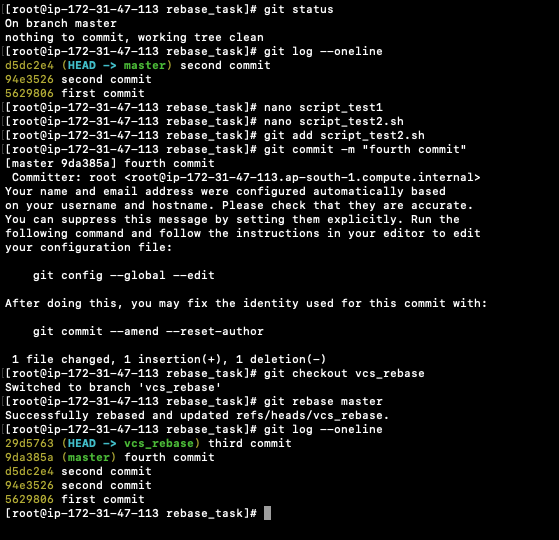 [root@ip-172-31-47-113 rebase_task]# git status
On branch master
nothing to commit, working tree clean
[root@ip-172-31-47-113 rebase_task]# git log --oneline
d5dc2e4 (HEAD -> master) second commit
94e3526 second commit
5629806 first commit
[root@ip-172-31-47-113 rebase_task]# nano script_test1
[root@ip-172-31-47-113 rebase_task]# nano script_test2.sh
[root@ip-172-31-47-113 rebase_task]# git add script_test2.sh
[root@ip-172-31-47-113 rebase_task]# git commit -m "fourth commit"
[master 9da385a] fourth commit
 Committer: root <root@ip-172-31-47-113.ap-south-1.compute.internal>
Your name and email address were configured automatically based
on your username and hostname. Please check that they are accurate.
You can suppress this message by setting them explicitly. Run the
following command and follow the instructions in your editor to edit
your configuration file:
    git config --global --edit
After doing this, you may fix the identity used for this commit with:
    git commit --amend --reset-author
 1 file changed, 1 insertion(+), 1 deletion(-)
[root@ip-172-31-47-113 rebase_task]# git checkout vcs_rebase
Switched to branch 'vcs_rebase'
[root@ip-172-31-47-113 rebase_task]# git rebase master
Successfully rebased and updated refs/heads/vcs_rebase.
[root@ip-172-31-47-113 rebase_task]# git log --oneline
29d5763 (HEAD -> vcs_rebase) third commit
9da385a (master) fourth commit
d5dc2e4 second commit
94e3526 second commit
5629806 first commit
[root@ip-172-31-47-113 rebase_task]#